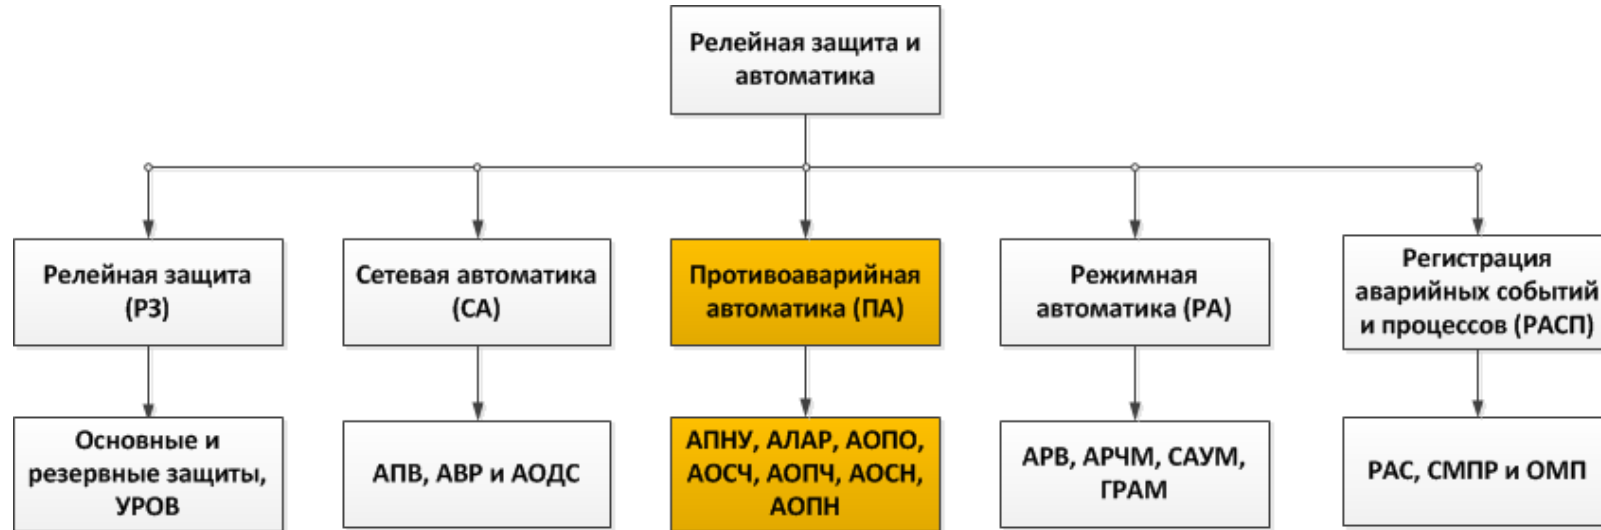 Релейная защита и
автоматика
Релейная защита
(РЗ)
Сетевая автоматика
(СА)
Противоаварийная
автоматика (ПА)
Режимная
автоматика (РА)
Регистрация
аварийных событий
и процессов (РАСП)
Основные и
резервные защиты,
УРОВ
АПВ, АВР и АОДС
АПНУ, АЛАР, АОПО,
АОСЧ, АОПЧ, АОСН,
АОПН
АРВ, АРЧМ, САУМ,
ГРАМ
РАС, СМПР и ОМП